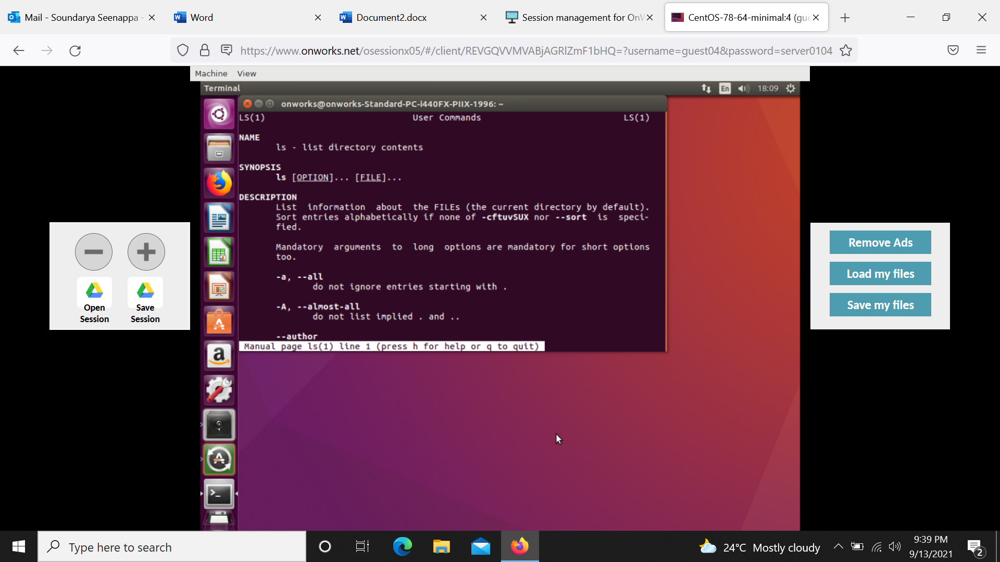 Mail - Soundarya Seenappa -
Word
Document2.docx
Session management for OnW
CentOS-78-64-minimal:4 (gue
https://www.onworks.net/osessionx05/#/client/REVGQVVMVABjAGRlZmF1bHQ=?username=guest04&password=server0104
Machine View
Terminal
En
18:09
onworks@onworks-Standard-PC-i440FX-PIIX-1996: ~
LS(1) User Commands LS(1)
NAME
ls - list directory contents
SYNOPSIS
ls [OPTION]... [FILE]...
DESCRIPTION
List information about the FILEs (the current directory by default).
Sort entries alphabetically if none of -cftuvSUX nor --sort is speci-
fied.
Mandatory arguments to long options are mandatory for short options
too.
-a, --all
do not ignore entries starting with .
-A, --almost-all
do not list implied . and ..
--author
Manual page ls(1) line 1 (press h for help or q to quit)
Open
Session
Save
Session
Remove Ads
Load my files
Save my files
Type here to search
24°C Mostly cloudy
9:39 PM
9/13/2021
2